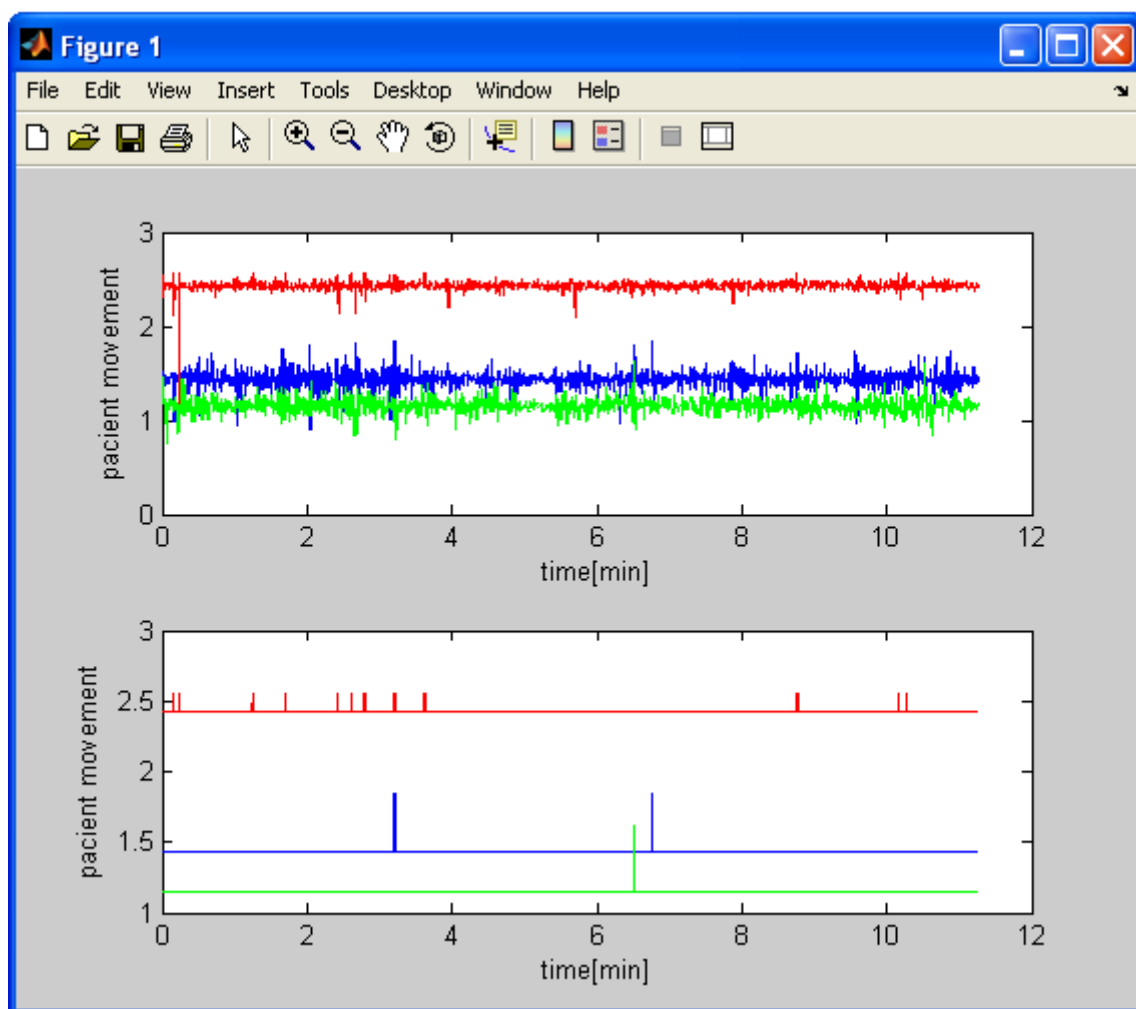 Figure 1
File Edit View Insert Tools Desktop Window Help
3
2
1
0
pacient movement
0 2 4 6 8 10 12
time[min]
3
2.5
2
1.5
1
pacient movement
0 2 4 6 8 10 12
time[min]